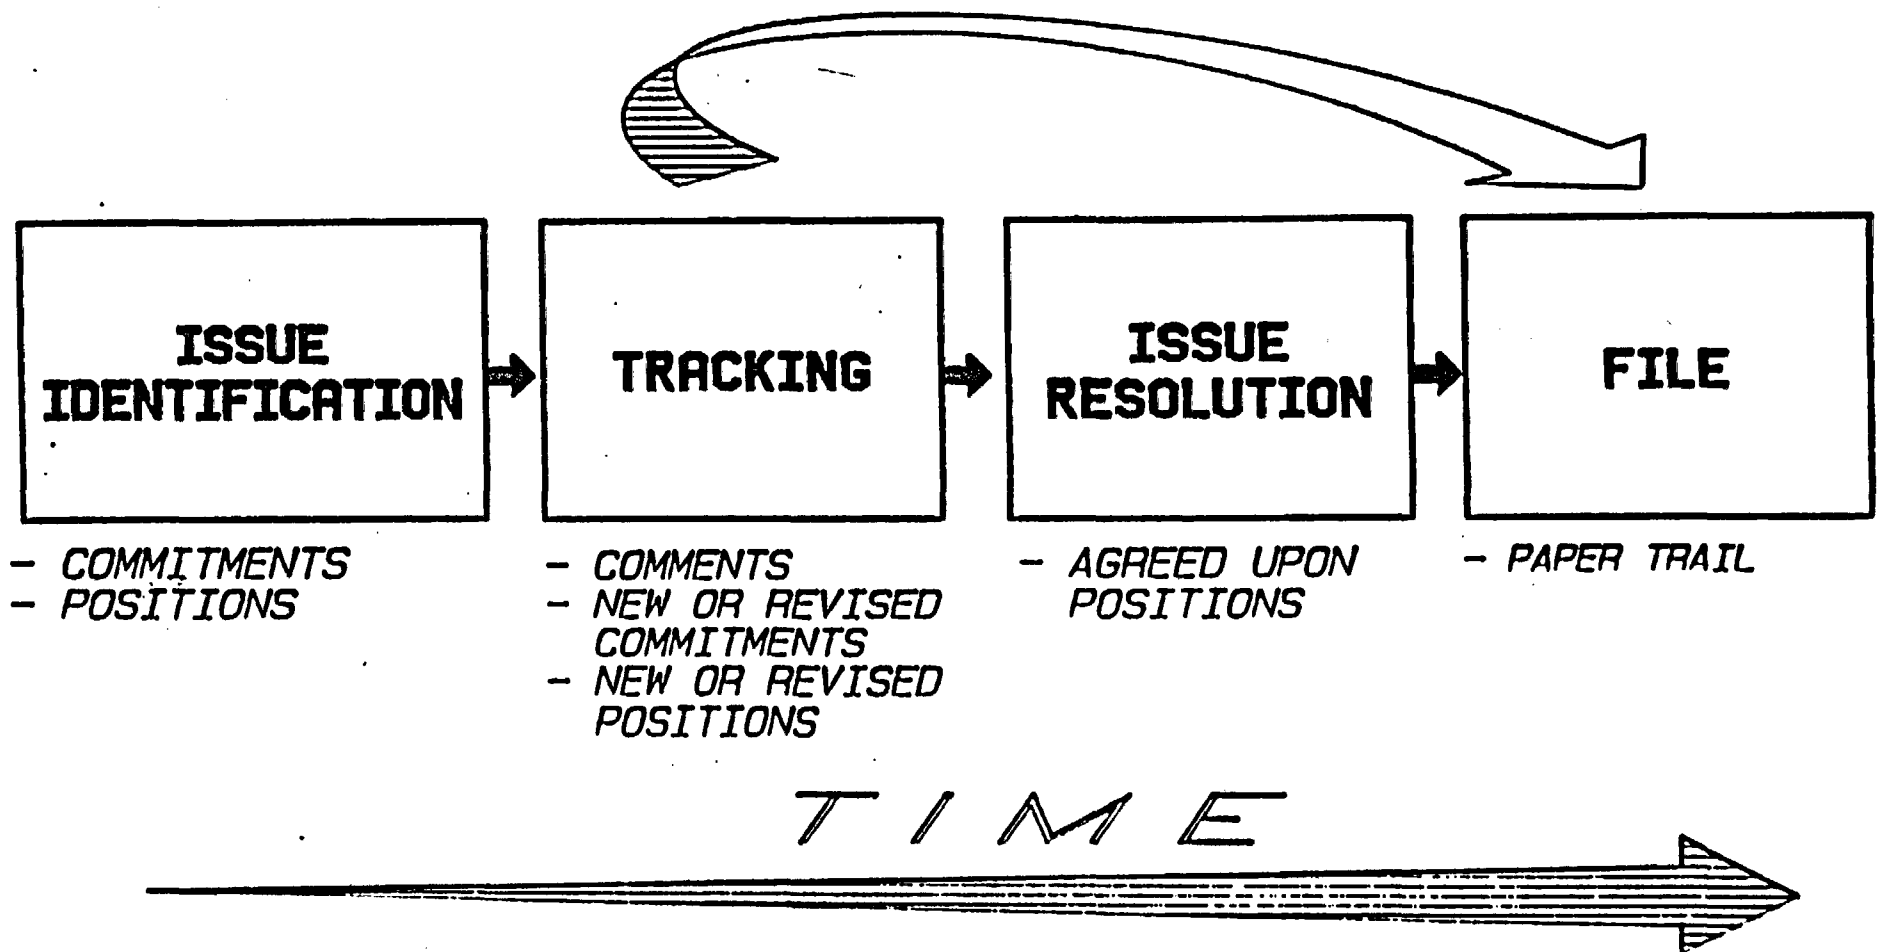 ISSUE
IDENTIFICATION
TRACKING
ISSUE
RESOLUTION
FILE
- COMMITMENTS
- POSITIONS
- COMMENTS
- NEW OR REVISED
COMMITMENTS
- NEW OR REVISED
POSITIONS
- AGREED UPON
POSITIONS
- PAPER TRAIL
TIME